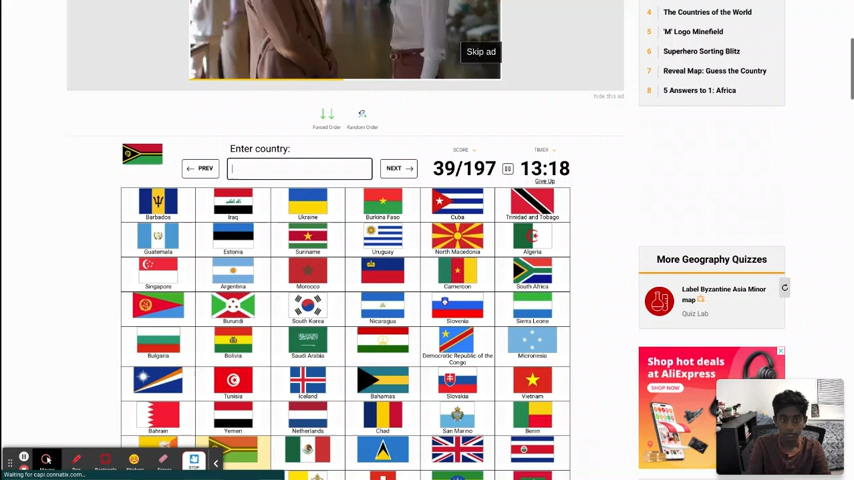 Skip ad
hide this ad
4 The Countries of the World
5 'M' Logo Minefield
6 Superhero Sorting Blitz
7 Reveal Map: Guess the Country
8 5 Answers to 1: Africa
Forced Order
Random Order
Enter country:
← PREV
NEXT →
SCORE
39/197
TIMER
13:18
Give Up
Barbados
Iraq
Ukraine
Burkina Faso
Cuba
Trinidad and Tobago
Guatemala
Estonia
Suriname
Uruguay
North Macedonia
Algeria
Singapore
Argentina
Morocco
Cameroon
South Africa
Burundi
South Korea
Nicaragua
Slovenia
Sierra Leone
Bulgaria
Bolivia
Saudi Arabia
Democratic Republic of the
Congo
Micronesia
Tunisia
Iceland
Bahamas
Slovakia
Vietnam
Bahrain
Yemen
Netherlands
Chad
San Marino
Benin
More Geography Quizzes
Label Byzantine Asia Minor
map
Quiz Lab
Shop hot deals
at AliExpress
SHOP NOW
STOP
Waiting for capi.connatix.com...